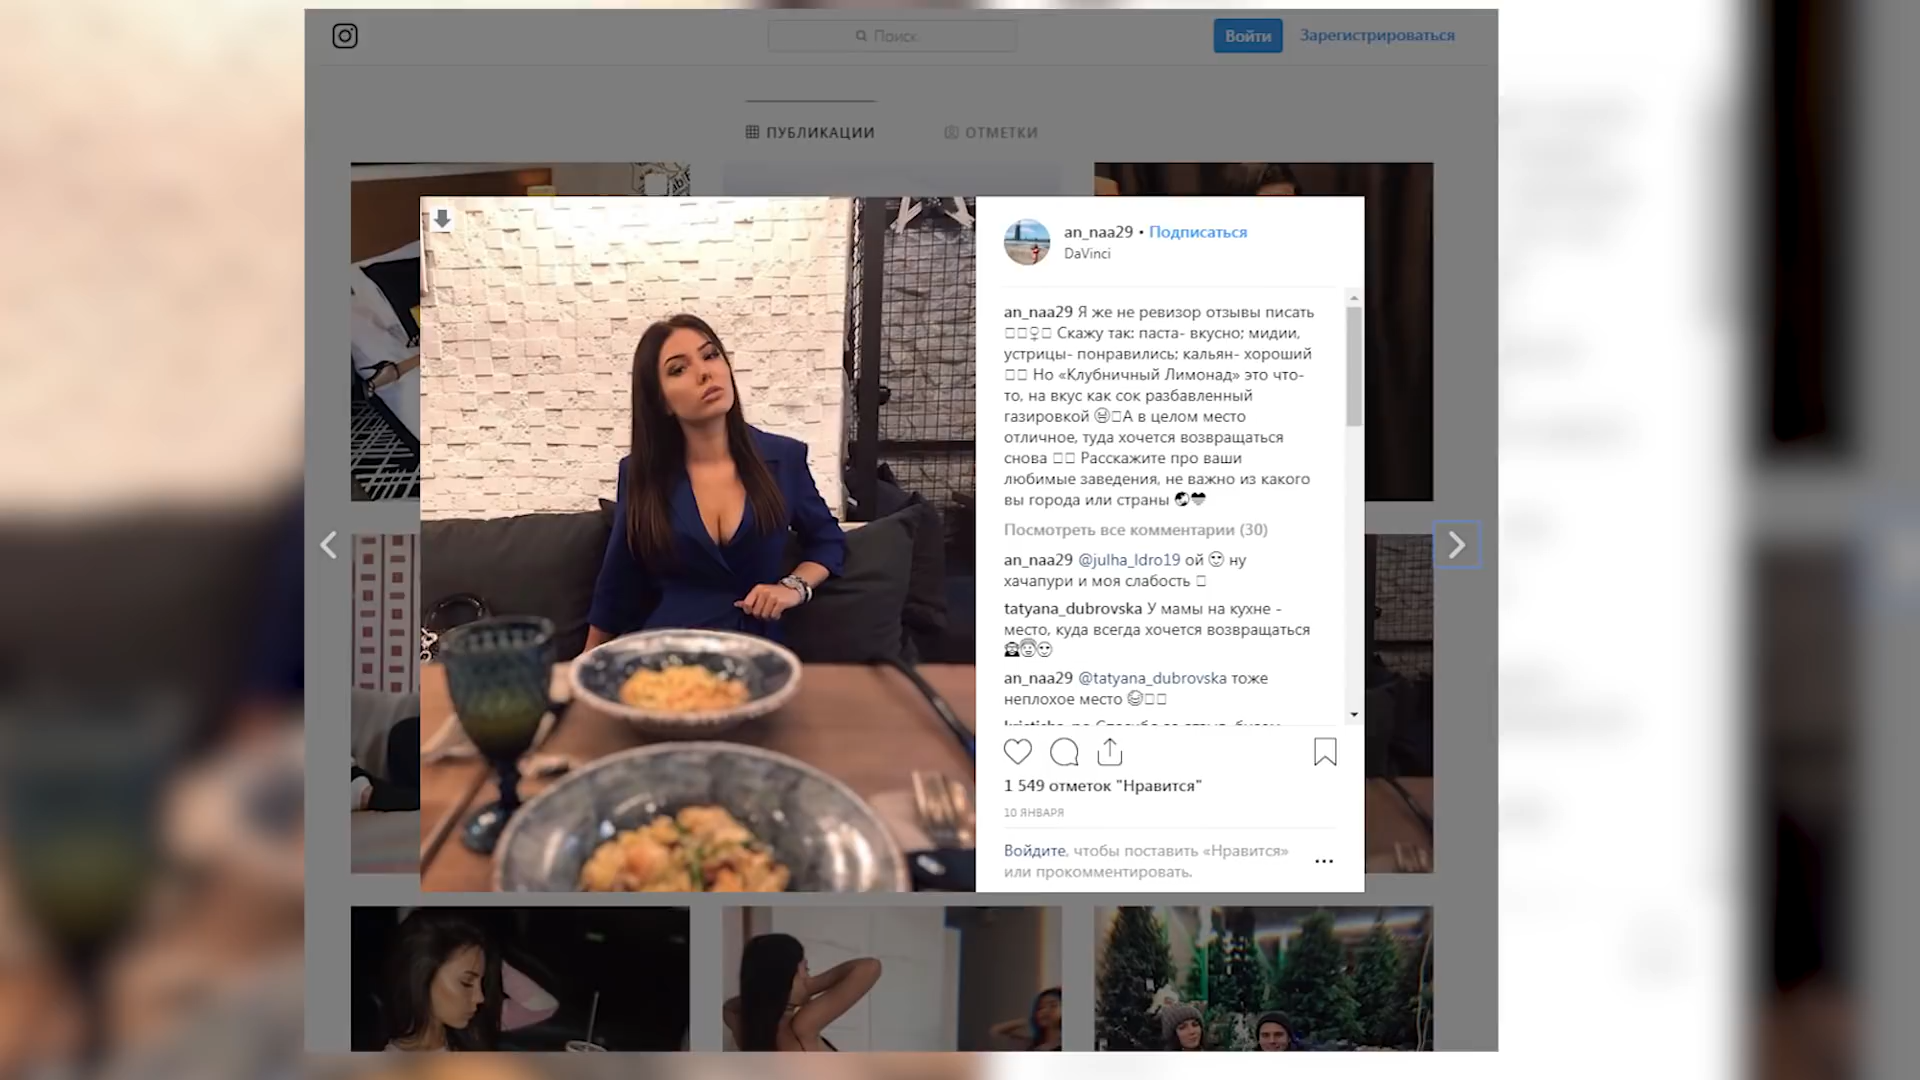 Поиск
Войти
Зарегистрироваться
ПУБЛИКАЦИИ
ОТМЕТКИ
an_naa29 • Подписаться
DaVinci
an_naa29 Я же не ревизор отзывы писать
□□♀□ Скажу так: паста- вкусно; мидии,
устрицы- понравились; кальян- хороший
□□ Но «Клубничный Лимонад» это что-
то, на вкус как сок разбавленный
газировкой □А в целом место
отличное, туда хочется возвращаться
снова □□ Расскажите про ваши
любимые заведения, не важно из какого
вы города или страны 🌏🖤
Посмотреть все комментарии (30)
an_naa29 @julha_ldro19 ой 🙂 ну
хачапури и моя слабость □
tatyana_dubrovska У мамы на кухне -
место, куда всегда хочется возвращаться
an_naa29 @tatyana_dubrovska тоже
неплохое место 😊□□
1 549 отметок "Нравится"
10 ЯНВАРЯ
Войдите, чтобы поставить «Нравится»
или прокомментировать.